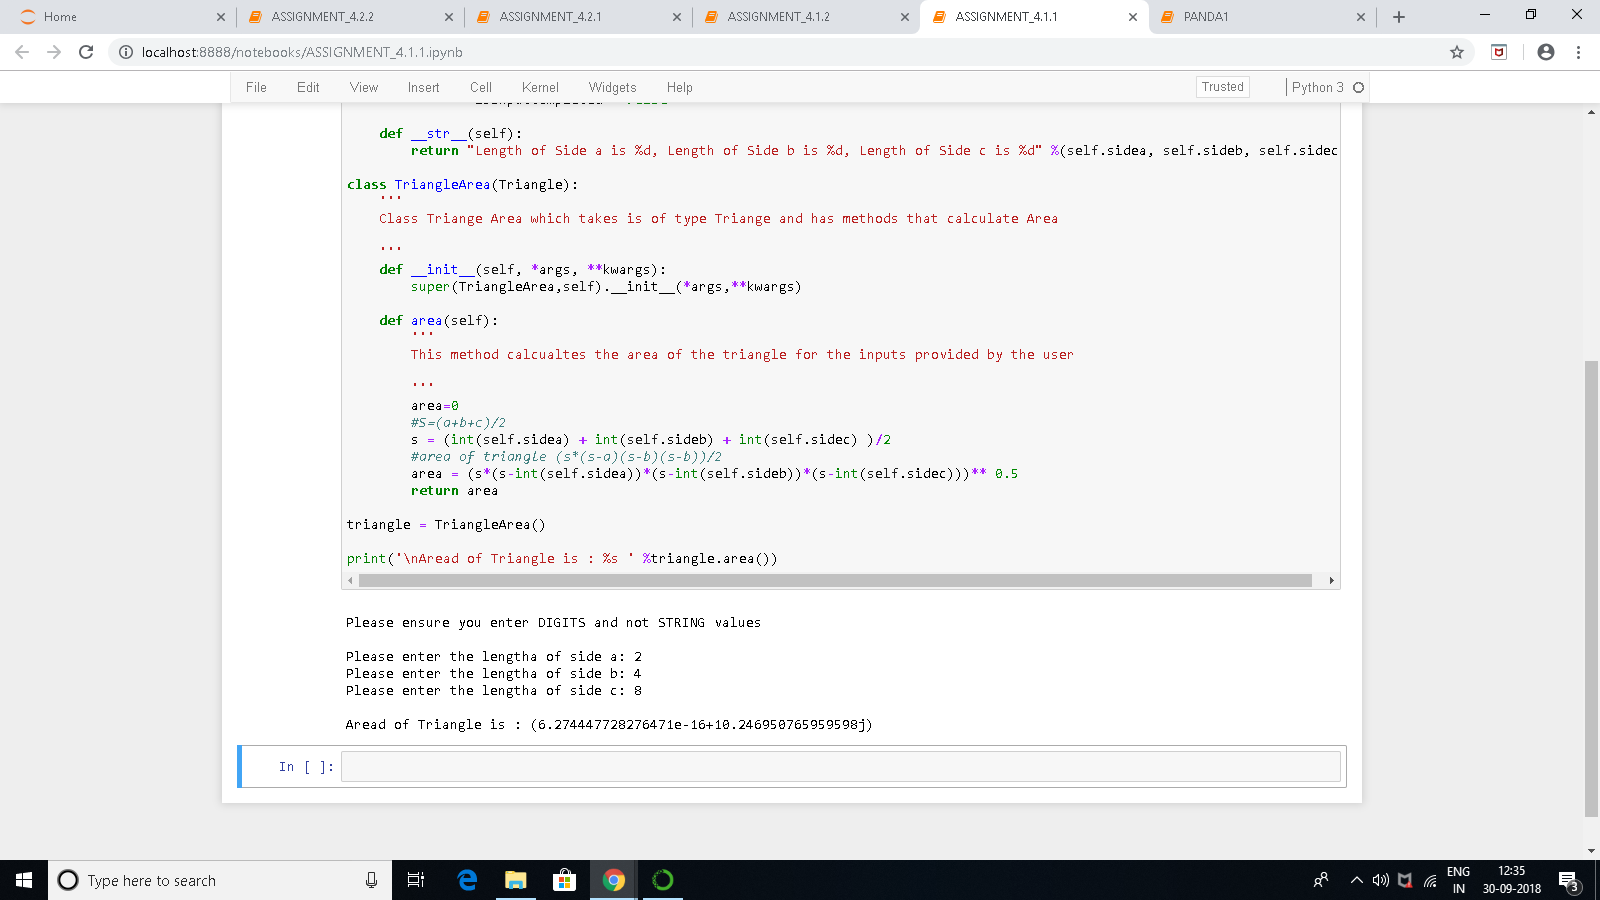 Home
ASSIGNMENT_4.2.2
ASSIGNMENT_4.2.1
ASSIGNMENT_4.1.2
ASSIGNMENT_4.1.1
PANDA1
localhost:8888/notebooks/ASSIGNMENT_4.1.1.ipynb
File Edit View Insert Cell Kernel Widgets Help
Trusted
Python 3
def __str__(self):
return "Length of Side a is %d, Length of Side b is %d, Length of Side c is %d" %(self.sidea, self.sideb, self.sidec
class TriangleArea(Triangle):
'''
Class Triange Area which takes is of type Triange and has methods that calculate Area
'''
def __init__(self, *args, **kwargs):
super(TriangleArea,self).__init__(*args,**kwargs)
def area(self):
'''
This method calcualtes the area of the triangle for the inputs provided by the user
'''
area=0
#S=(a+b+c)/2
s = (int(self.sidea) + int(self.sideb) + int(self.sidec) )/2
#area of triangle (s*(s-a)(s-b)(s-b))/2
area = (s*(s-int(self.sidea))*(s-int(self.sideb))*(s-int(self.sidec)))** 0.5
return area
triangle = TriangleArea()
print('\nAread of Triangle is : %s ' %triangle.area())
Please ensure you enter DIGITS and not STRING values
Please enter the lengtha of side a: 2
Please enter the lengtha of side b: 4
Please enter the lengtha of side c: 8
Aread of Triangle is : (6.274447728276471e-16+10.246950765959598j)
In [ ]:
Type here to search
ENG
IN
12:35
30-09-2018
3